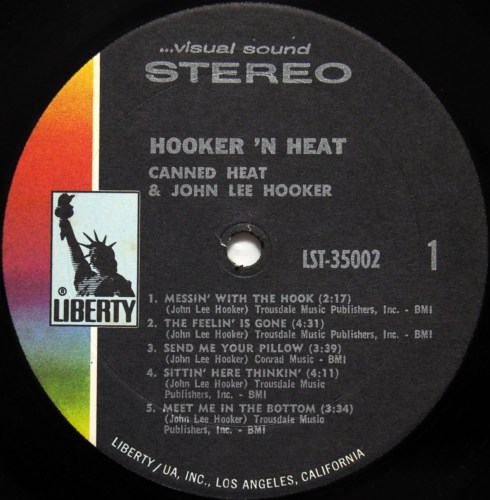 ...visual sound
STEREO
HOOKER 'N HEAT
CANNED HEAT
& JOHN LEE HOOKER
LST-35002 1
® LIBERTY
1. MESSIN' WITH THE HOOK (2:17)
(John Lee Hooker) Trousdale Music Publishers, Inc. - BMI
2. THE FEELIN' IS GONE (4:31)
(John Lee Hooker) Trousdale Music Publishers, Inc. - BMI
3. SEND ME YOUR PILLOW (3:39)
(John Lee Hooker) Conrad Music - BMI
4. SITTIN' HERE THINKIN' (4:11)
(John Lee Hooker) Trousdale Music
Publishers, Inc. - BMI
5. MEET ME IN THE BOTTOM (3:34)
(John Lee Hooker) Trousdale Music
Publishers, Inc. - BMI
LIBERTY/UA, INC., LOS ANGELES, CALIFORNIA